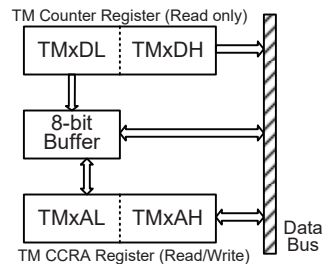 TM Counter Register (Read only)
TMxDL TMxDH
8-bit
Buffer
TMxAL TMxAH
TM CCRA Register (Read/Write)
Data
Bus